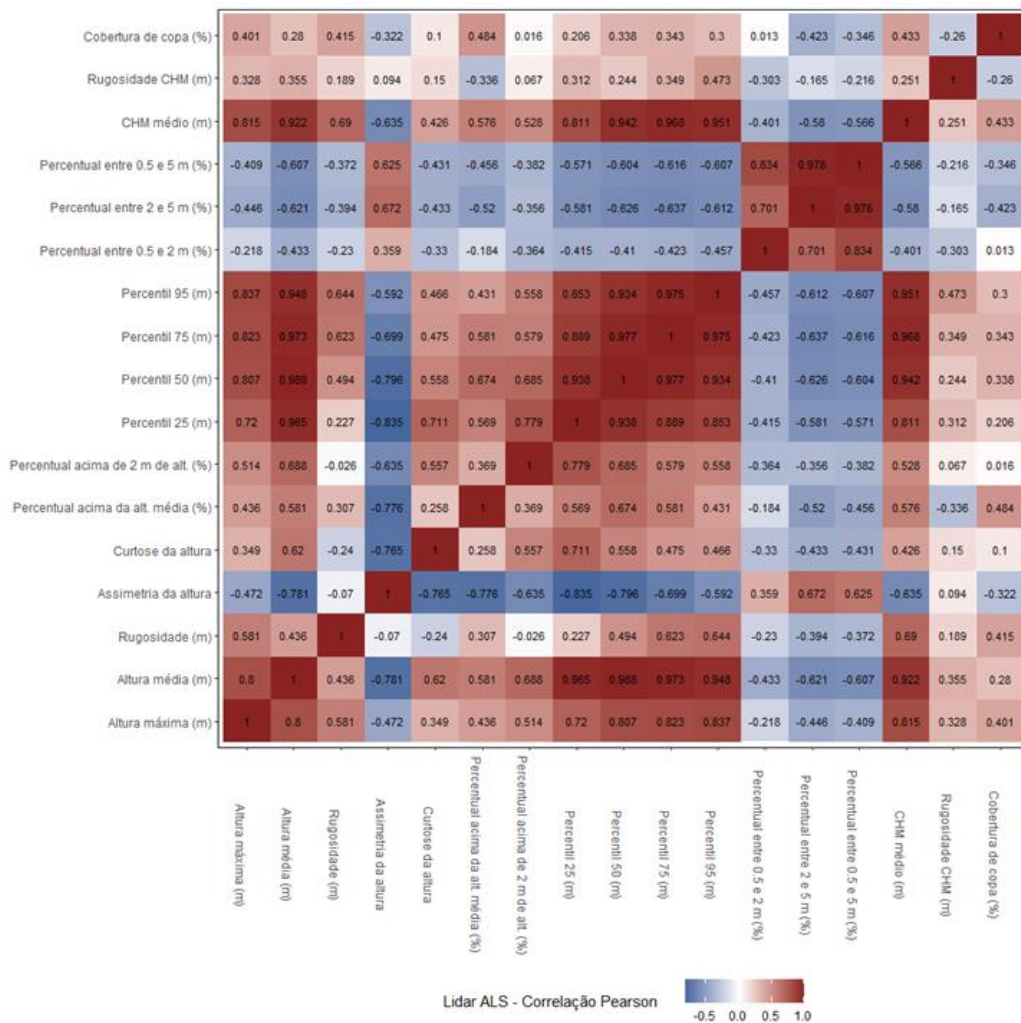 Cobertura de copa (%) 0.401 0.28 0.415 -0.322 0.1 0.484 0.016 0.206 0.338 0.343 0.3 0.013 -0.423 -0.346 0.433 -0.26 1
Rugosidade CHM (m) 0.328 0.355 0.189 0.094 0.15 -0.336 0.067 0.312 0.244 0.349 0.473 -0.303 -0.165 -0.216 0.251 1 -0.26
CHM médio (m) 0.815 0.922 0.69 -0.635 0.426 0.576 0.528 0.811 0.942 0.968 0.951 -0.401 -0.58 -0.566 1 0.251 0.433
Percentual entre 0.5 e 5 m (%) -0.409 -0.607 -0.372 0.625 -0.431 -0.456 -0.382 -0.571 -0.604 -0.616 -0.607 0.834 0.978 1 -0.566 -0.216 -0.346
Percentual entre 2 e 5 m (%) -0.446 -0.621 -0.394 0.672 -0.433 -0.52 -0.356 -0.581 -0.626 -0.637 -0.612 0.701 1 0.978 -0.58 -0.165 -0.423
Percentual entre 0.5 e 2 m (%) -0.218 -0.433 -0.23 0.359 -0.33 -0.184 -0.364 -0.415 -0.41 -0.423 -0.457 1 0.701 0.834 -0.401 -0.303 0.013
Percentil 95 (m) 0.837 0.948 0.644 -0.592 0.466 0.431 0.558 0.853 0.934 0.975 1 -0.457 -0.612 -0.607 0.951 0.473 0.3
Percentil 75 (m) 0.823 0.973 0.623 -0.699 0.475 0.581 0.579 0.889 0.977 1 0.975 -0.423 -0.637 -0.616 0.968 0.349 0.343
Percentil 50 (m) 0.807 0.988 0.494 -0.796 0.558 0.674 0.685 0.938 1 0.977 0.934 -0.41 -0.626 -0.604 0.942 0.244 0.338
Percentil 25 (m) 0.72 0.965 0.227 -0.835 0.711 0.569 0.779 1 0.938 0.889 0.853 -0.415 -0.581 -0.571 0.811 0.312 0.206
Percentual acima de 2 m de alt. (%) 0.514 0.688 -0.026 -0.635 0.557 0.369 1 0.779 0.685 0.579 0.558 -0.364 -0.356 -0.382 0.528 0.067 0.016
Percentual acima da alt. média (%) 0.436 0.581 0.307 -0.776 0.258 1 0.369 0.569 0.674 0.581 0.431 -0.184 -0.52 -0.456 0.576 -0.336 0.484
Curtose da altura 0.349 0.62 -0.24 -0.765 1 0.258 0.557 0.711 0.558 0.475 0.466 -0.33 -0.433 -0.431 0.426 0.15 0.1
Assimetria da altura -0.472 -0.781 -0.07 1 -0.765 -0.776 -0.635 -0.835 -0.796 -0.699 -0.592 0.359 0.672 0.625 -0.635 0.094 -0.322
Rugosidade (m) 0.581 0.436 1 -0.07 -0.24 0.307 -0.026 0.227 0.494 0.623 0.644 -0.23 -0.394 -0.372 0.69 0.189 0.415
Altura média (m) 0.8 1 0.436 -0.781 0.62 0.581 0.688 0.965 0.988 0.973 0.948 -0.433 -0.621 -0.607 0.922 0.355 0.28
Altura máxima (m) 1 0.8 0.581 -0.472 0.349 0.436 0.514 0.72 0.807 0.823 0.837 -0.218 -0.446 -0.409 0.815 0.328 0.401
Altura máxima (m)
Altura média (m)
Rugosidade (m)
Assimetria da altura
Curtose da altura
Percentual acima da alt. média (%)
Percentual acima de 2 m de alt. (%)
Percentil 25 (m)
Percentil 50 (m)
Percentil 75 (m)
Percentil 95 (m)
Percentual entre 0.5 e 2 m (%)
Percentual entre 2 e 5 m (%)
Percentual entre 0.5 e 5 m (%)
CHM médio (m)
Rugosidade CHM (m)
Cobertura de copa (%)
Lidar ALS - Correlação Pearson
-0.5 0.0 0.5 1.0